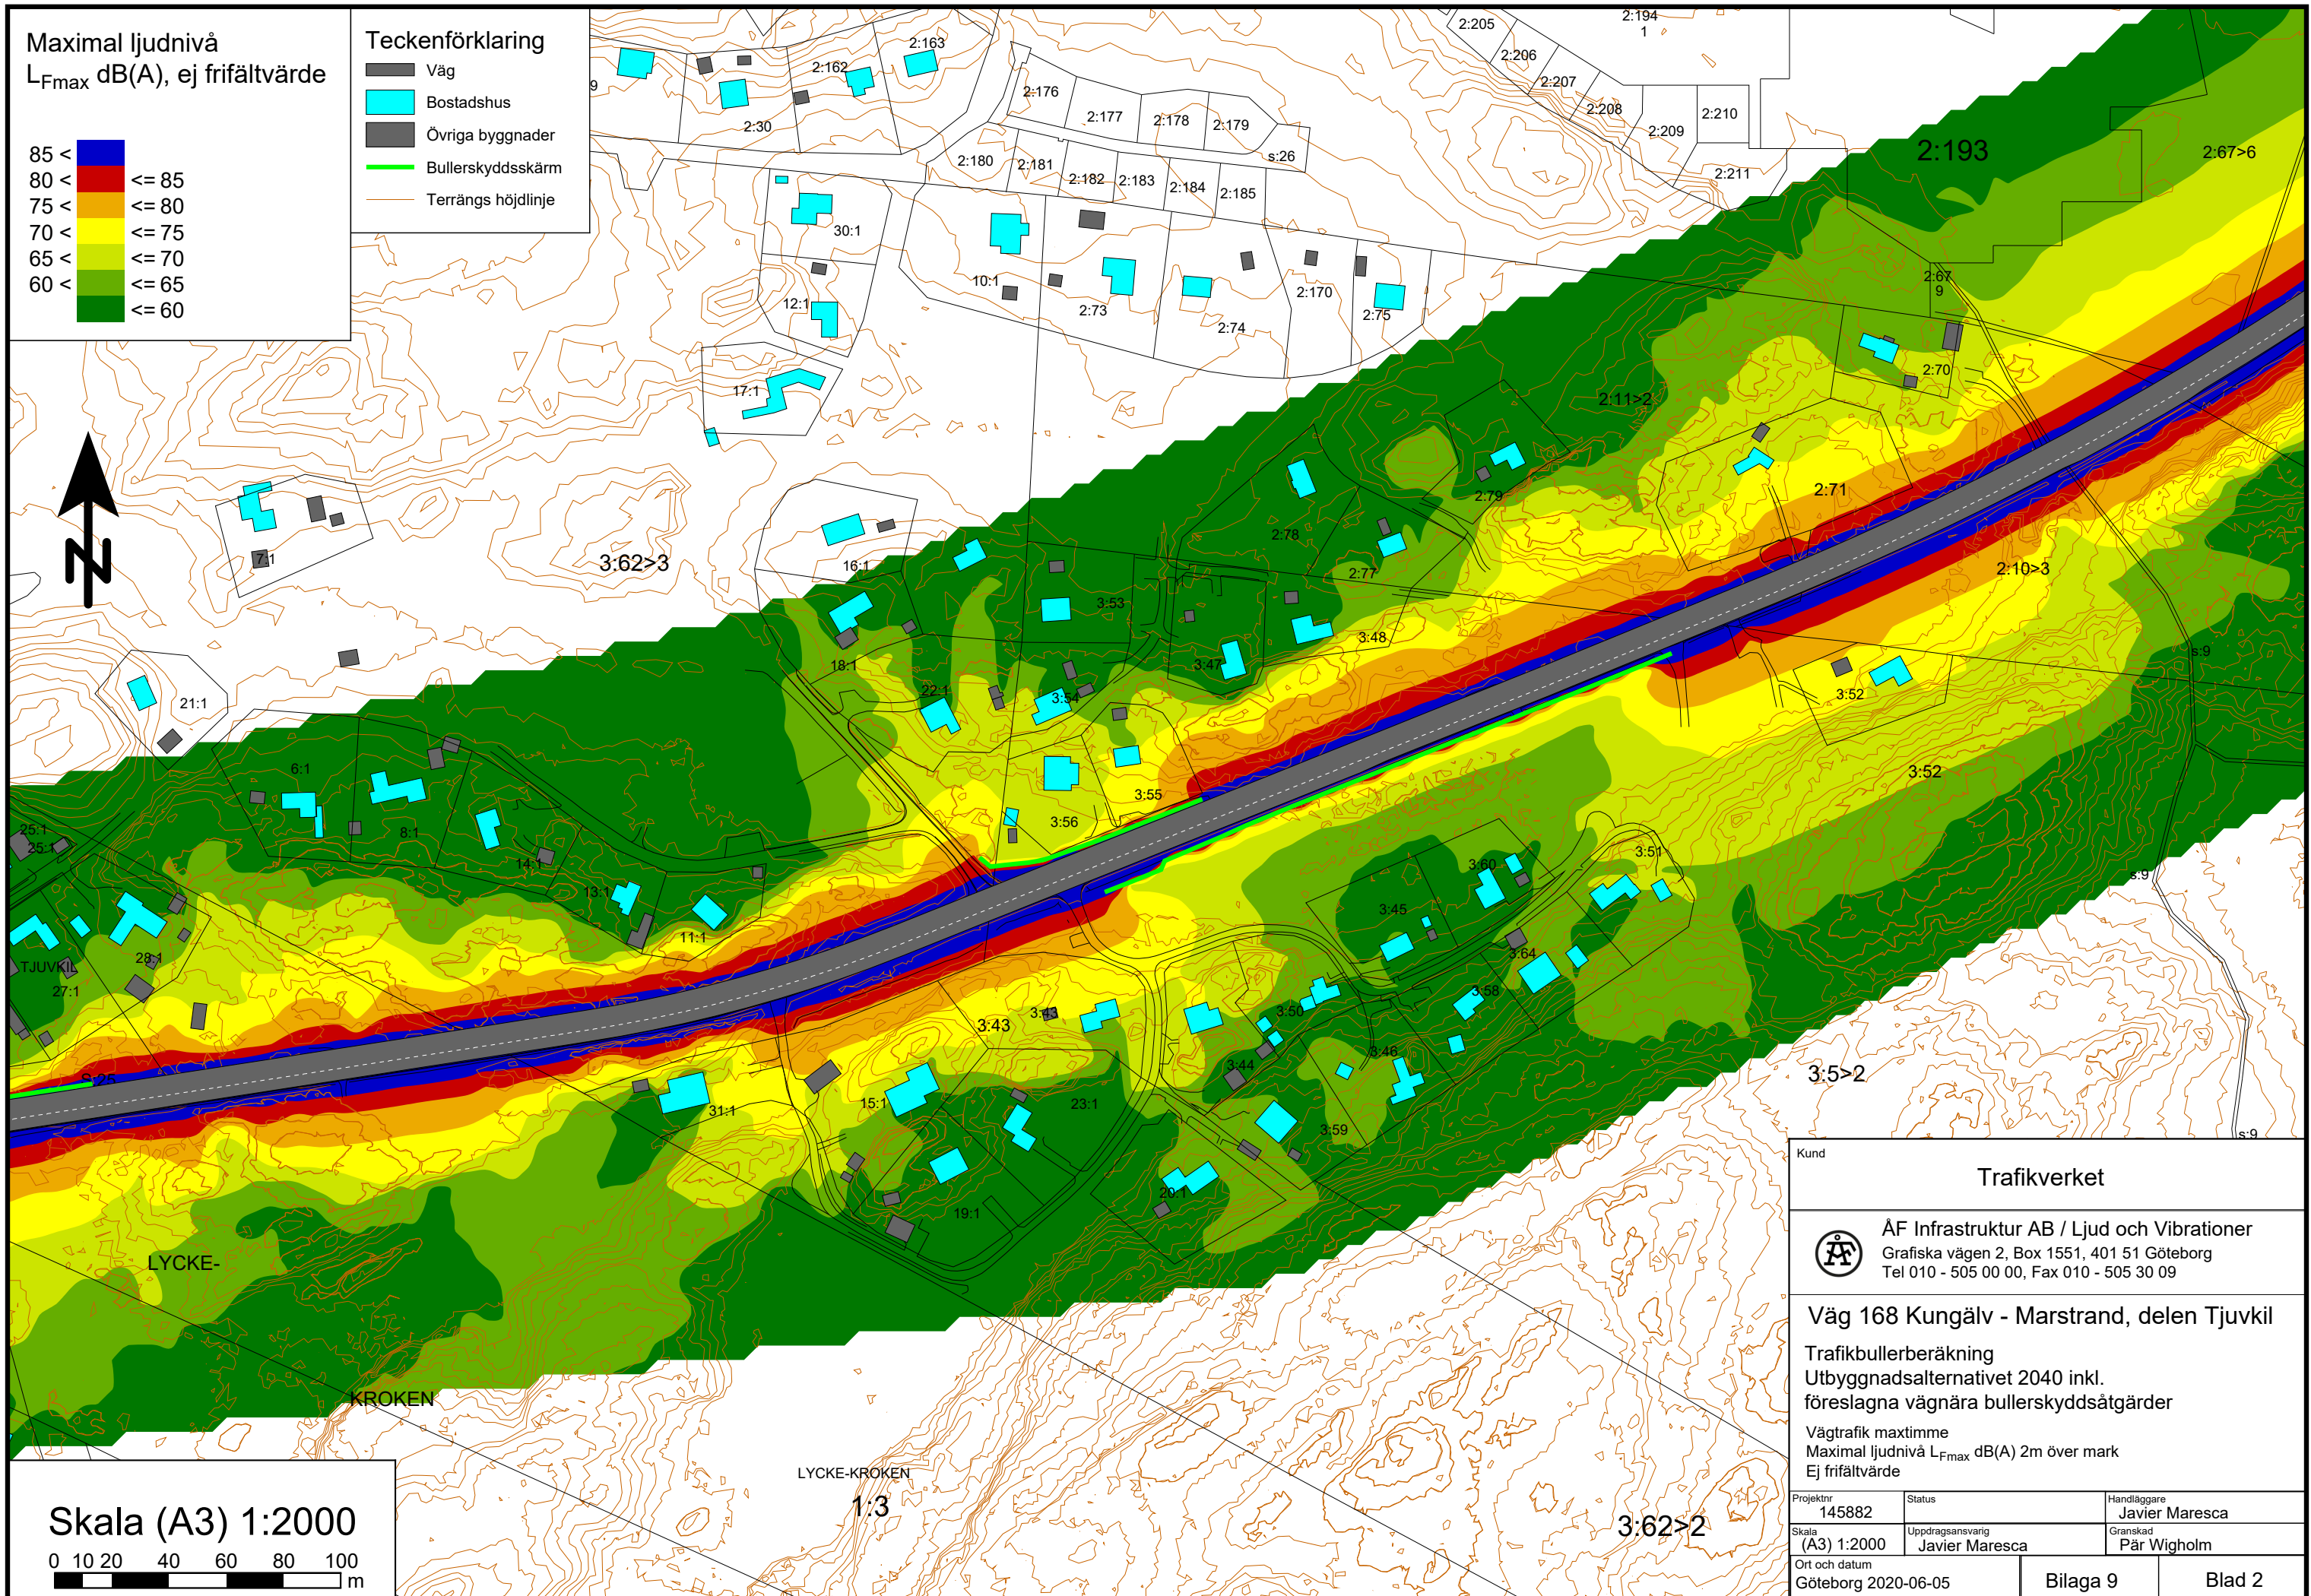 Maximal ljudnivå
LFmax dB(A), ej frifältvärde
85 <
80 < <= 85
75 < <= 80
70 < <= 75
65 < <= 70
60 < <= 65
<= 60
Teckenförklaring
Väg
Bostadshus
Övriga byggnader
Bullerskyddsskärm
Terrängs höjdlinje
9
2:162
2:163
2:30
2:176
2:177
2:178
2:179
s:26
2:180
2:181
2:182
2:183
2:184
2:185
2:205
2:206
2:207
2:208
2:209
2:210
2:211
2:194
1
2:193
2:67>6
2:67
9
30:1
10:1
12:1
2:73
2:74
2:170
2:75
17:1
2:70
2:11>2
2:71
2:79
2:78
2:77
2:10>3
7:1
3:62>3
16:1
3:53
3:48
3:47
18:1
22:1
3:54
21:1
s:9
3:52
3:52
6:1
8:1
14:1
13:1
11:1
3:55
3:56
25:1
25:1
3:60
3:51
3:45
3:64
3:58
s:9
TJUVKIL
27:1
28:1
3:43
3:43
3:50
3:44
3:46
3:59
S:25
31:1
15:1
23:1
19:1
20:1
3:5>2
s:9
LYCKE-
KROKEN
LYCKE-KROKEN
1:3
3:62>2
N
Skala (A3) 1:2000
0 10 20 40 60 80 100
m
Kund
Trafikverket
ÅF
ÅF Infrastruktur AB / Ljud och Vibrationer
Grafiska vägen 2, Box 1551, 401 51 Göteborg
Tel 010 - 505 00 00, Fax 010 - 505 30 09
Väg 168 Kungälv - Marstrand, delen Tjuvkil
Trafikbullerberäkning
Utbyggnadsalternativet 2040 inkl.
föreslagna vägnära bullerskyddsåtgärder
Vägtrafik maxtimme
Maximal ljudnivå LFmax dB(A) 2m över mark
Ej frifältvärde
Projektnr
145882
Status
Handläggare
Javier Maresca
Skala
(A3) 1:2000
Uppdragsansvarig
Javier Maresca
Granskad
Pär Wigholm
Ort och datum
Göteborg 2020-06-05
Bilaga 9
Blad 2